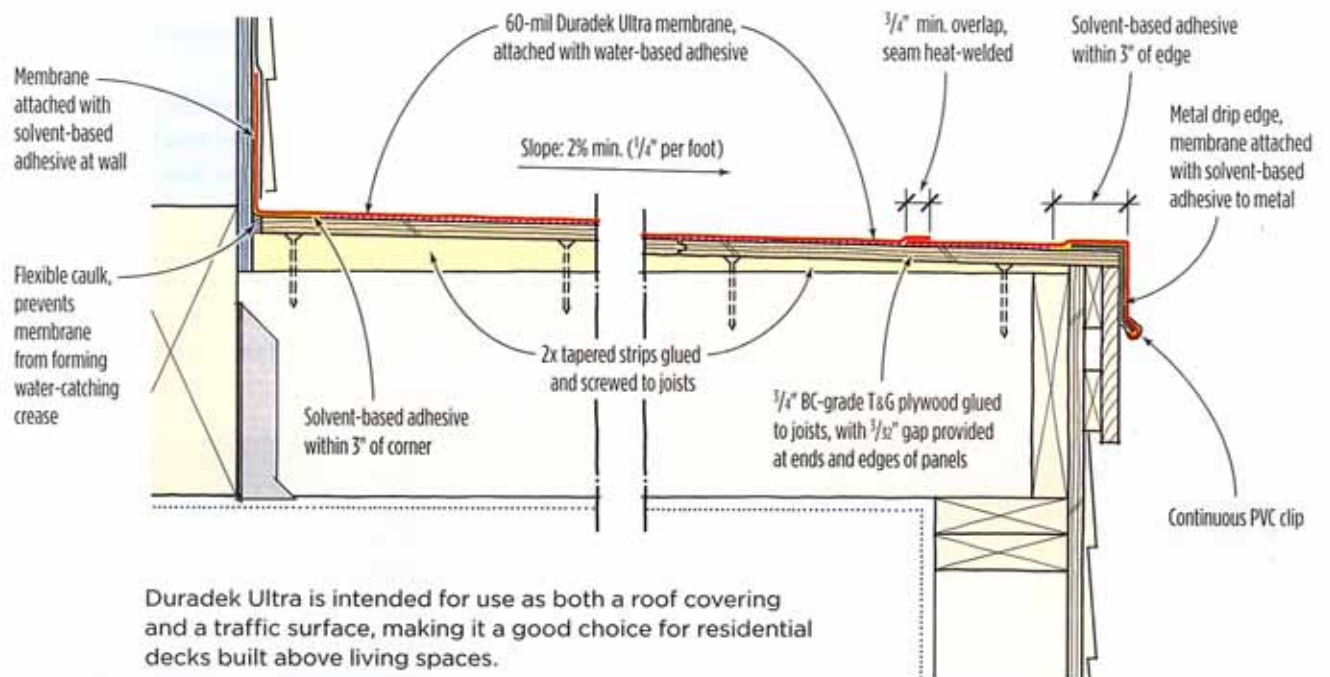 60-mil Duradek Ultra membrane,
attached with water-based adhesive
3/4" min. overlap,
seam heat-welded
Solvent-based adhesive
within 3" of edge
Membrane
attached with
solvent-based
adhesive at wall
Metal drip edge,
membrane attached
with solvent-based
adhesive to metal
Slope: 2% min. (1/4" per foot)
Flexible caulk,
prevents
membrane
from forming
water-catching
crease
2x tapered strips glued
and screwed to joists
Solvent-based adhesive
within 3" of corner
3/4" BC-grade T&G plywood glued
to joists, with 3/32" gap provided
at ends and edges of panels
Continuous PVC clip
Duradek Ultra is intended for use as both a roof covering
and a traffic surface, making it a good choice for residential
decks built above living spaces.